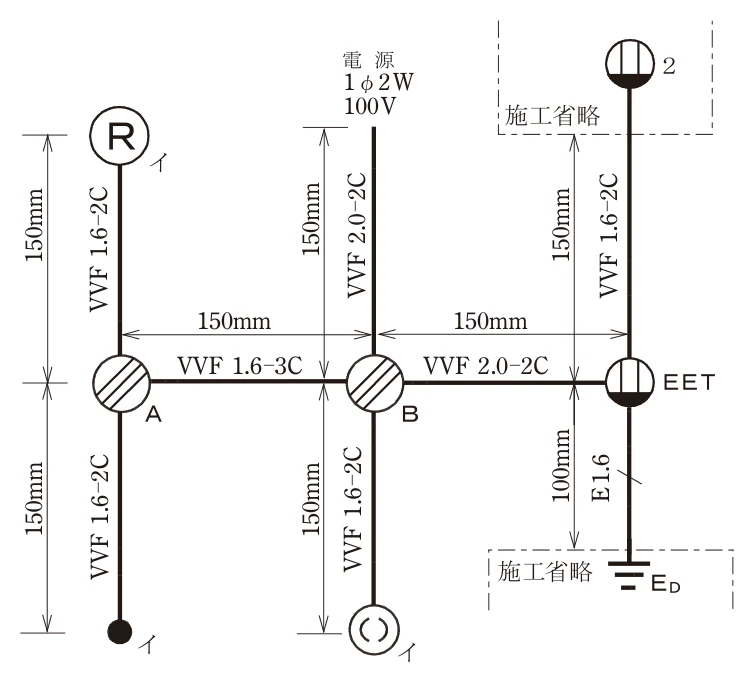 電 源
1φ2W
100V
2
施工省略
R
イ
150mm
VVF 1.6-2C
150mm
VVF 2.0-2C
150mm
VVF 1.6-2C
150mm
150mm
VVF 1.6-3C
VVF 2.0-2C
A
B
EET
150mm
VVF 1.6-2C
150mm
VVF 1.6-2C
100mm
E1.6
施工省略
ED
イ
イ